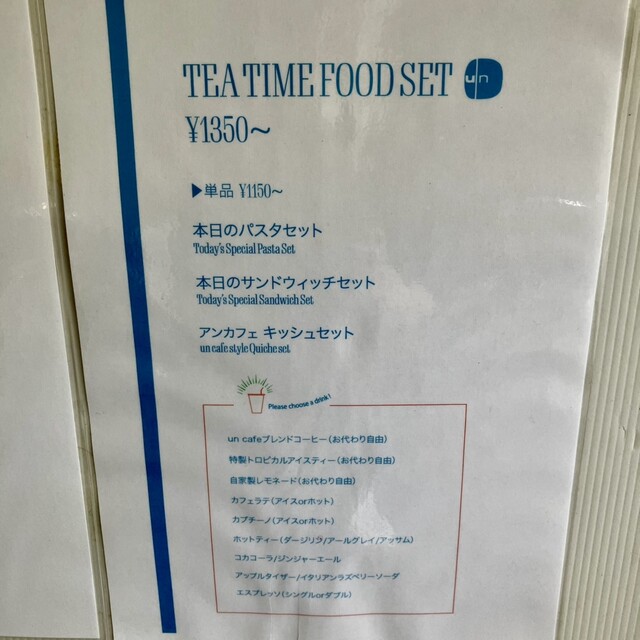 TEA TIME FOOD SET un
¥1350～
▶単品 ¥1150～
本日のパスタセット
Today's Special Pasta Set
本日のサンドウィッチセット
Today's Special Sandwich Set
アンカフェ キッシュセット
un cafe style Quiche set
Please choose a drink!
un cafeブレンドコーヒー（お代わり自由）
特製トロピカルアイスティー（お代わり自由）
自家製レモネード（お代わり自由）
カフェラテ（アイスorホット）
カプチーノ（アイスorホット）
ホットティー（ダージリン/アールグレイ/アッサム）
コカコーラ/ジンジャーエール
アップルタイザー/イタリアンラズベリーソーダ
エスプレッソ（シングルorダブル）